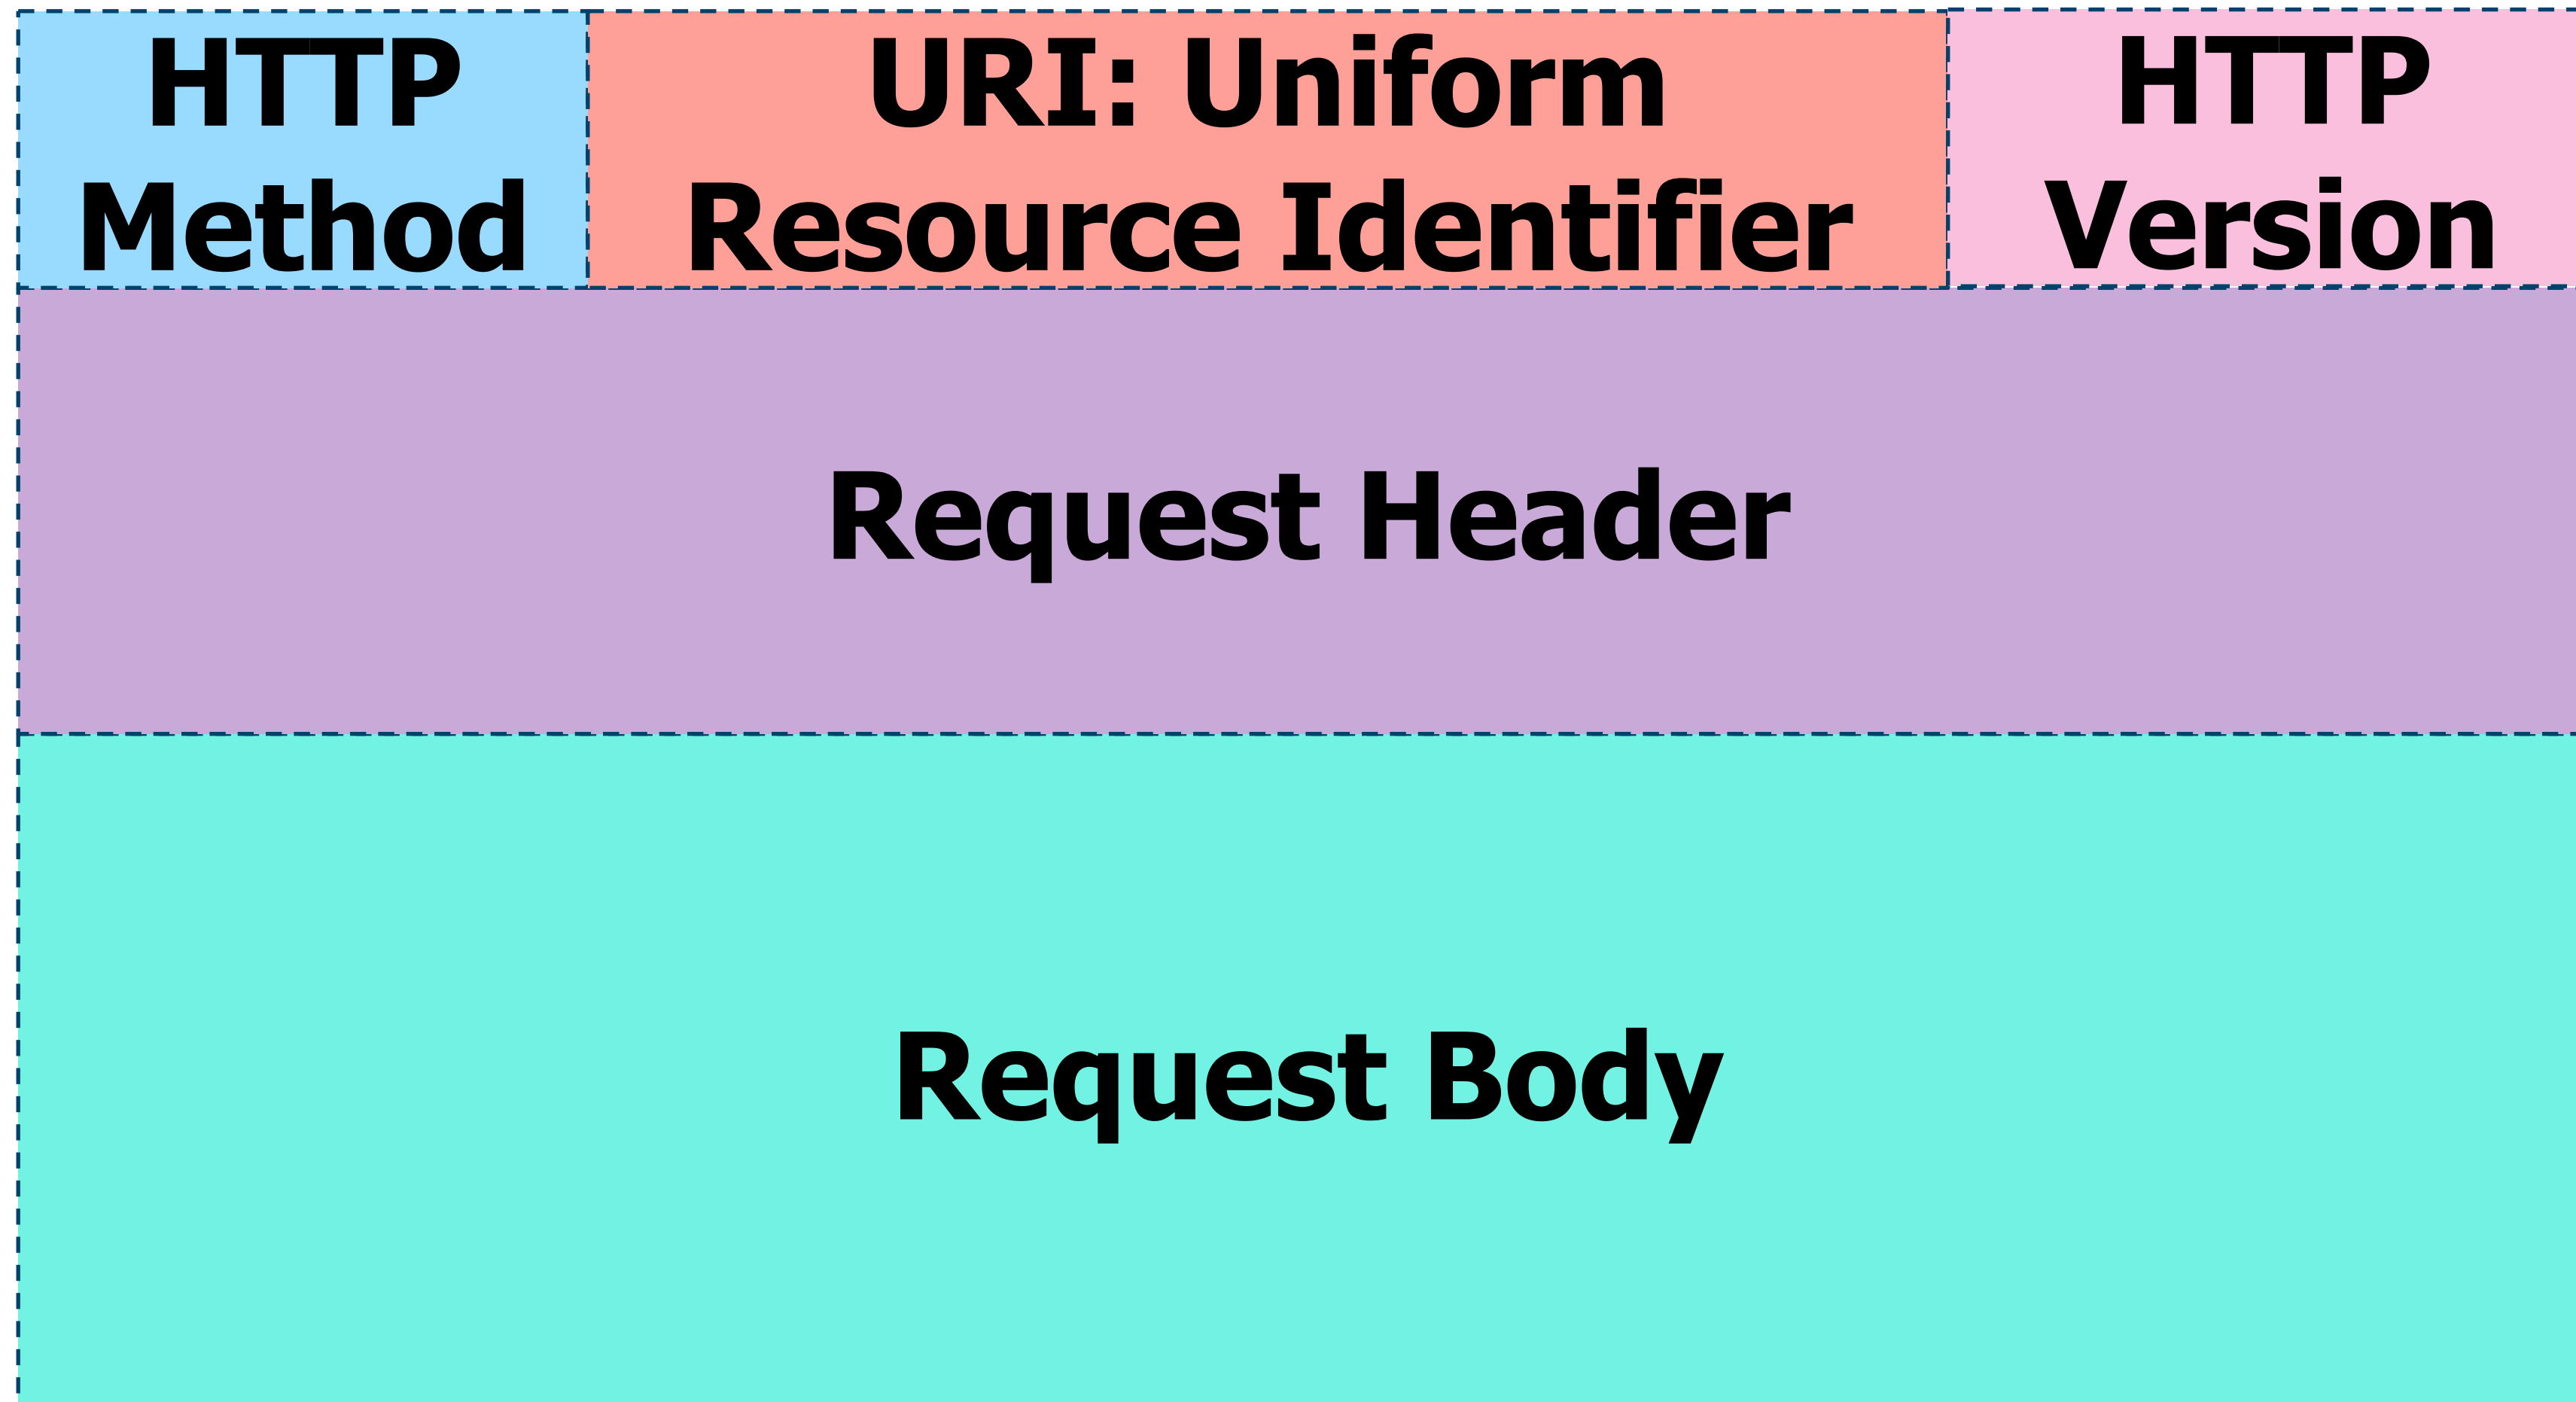 HTTP
Method
URI: Uniform
Resource Identifier
HTTP
Version
Request Header
Request Body